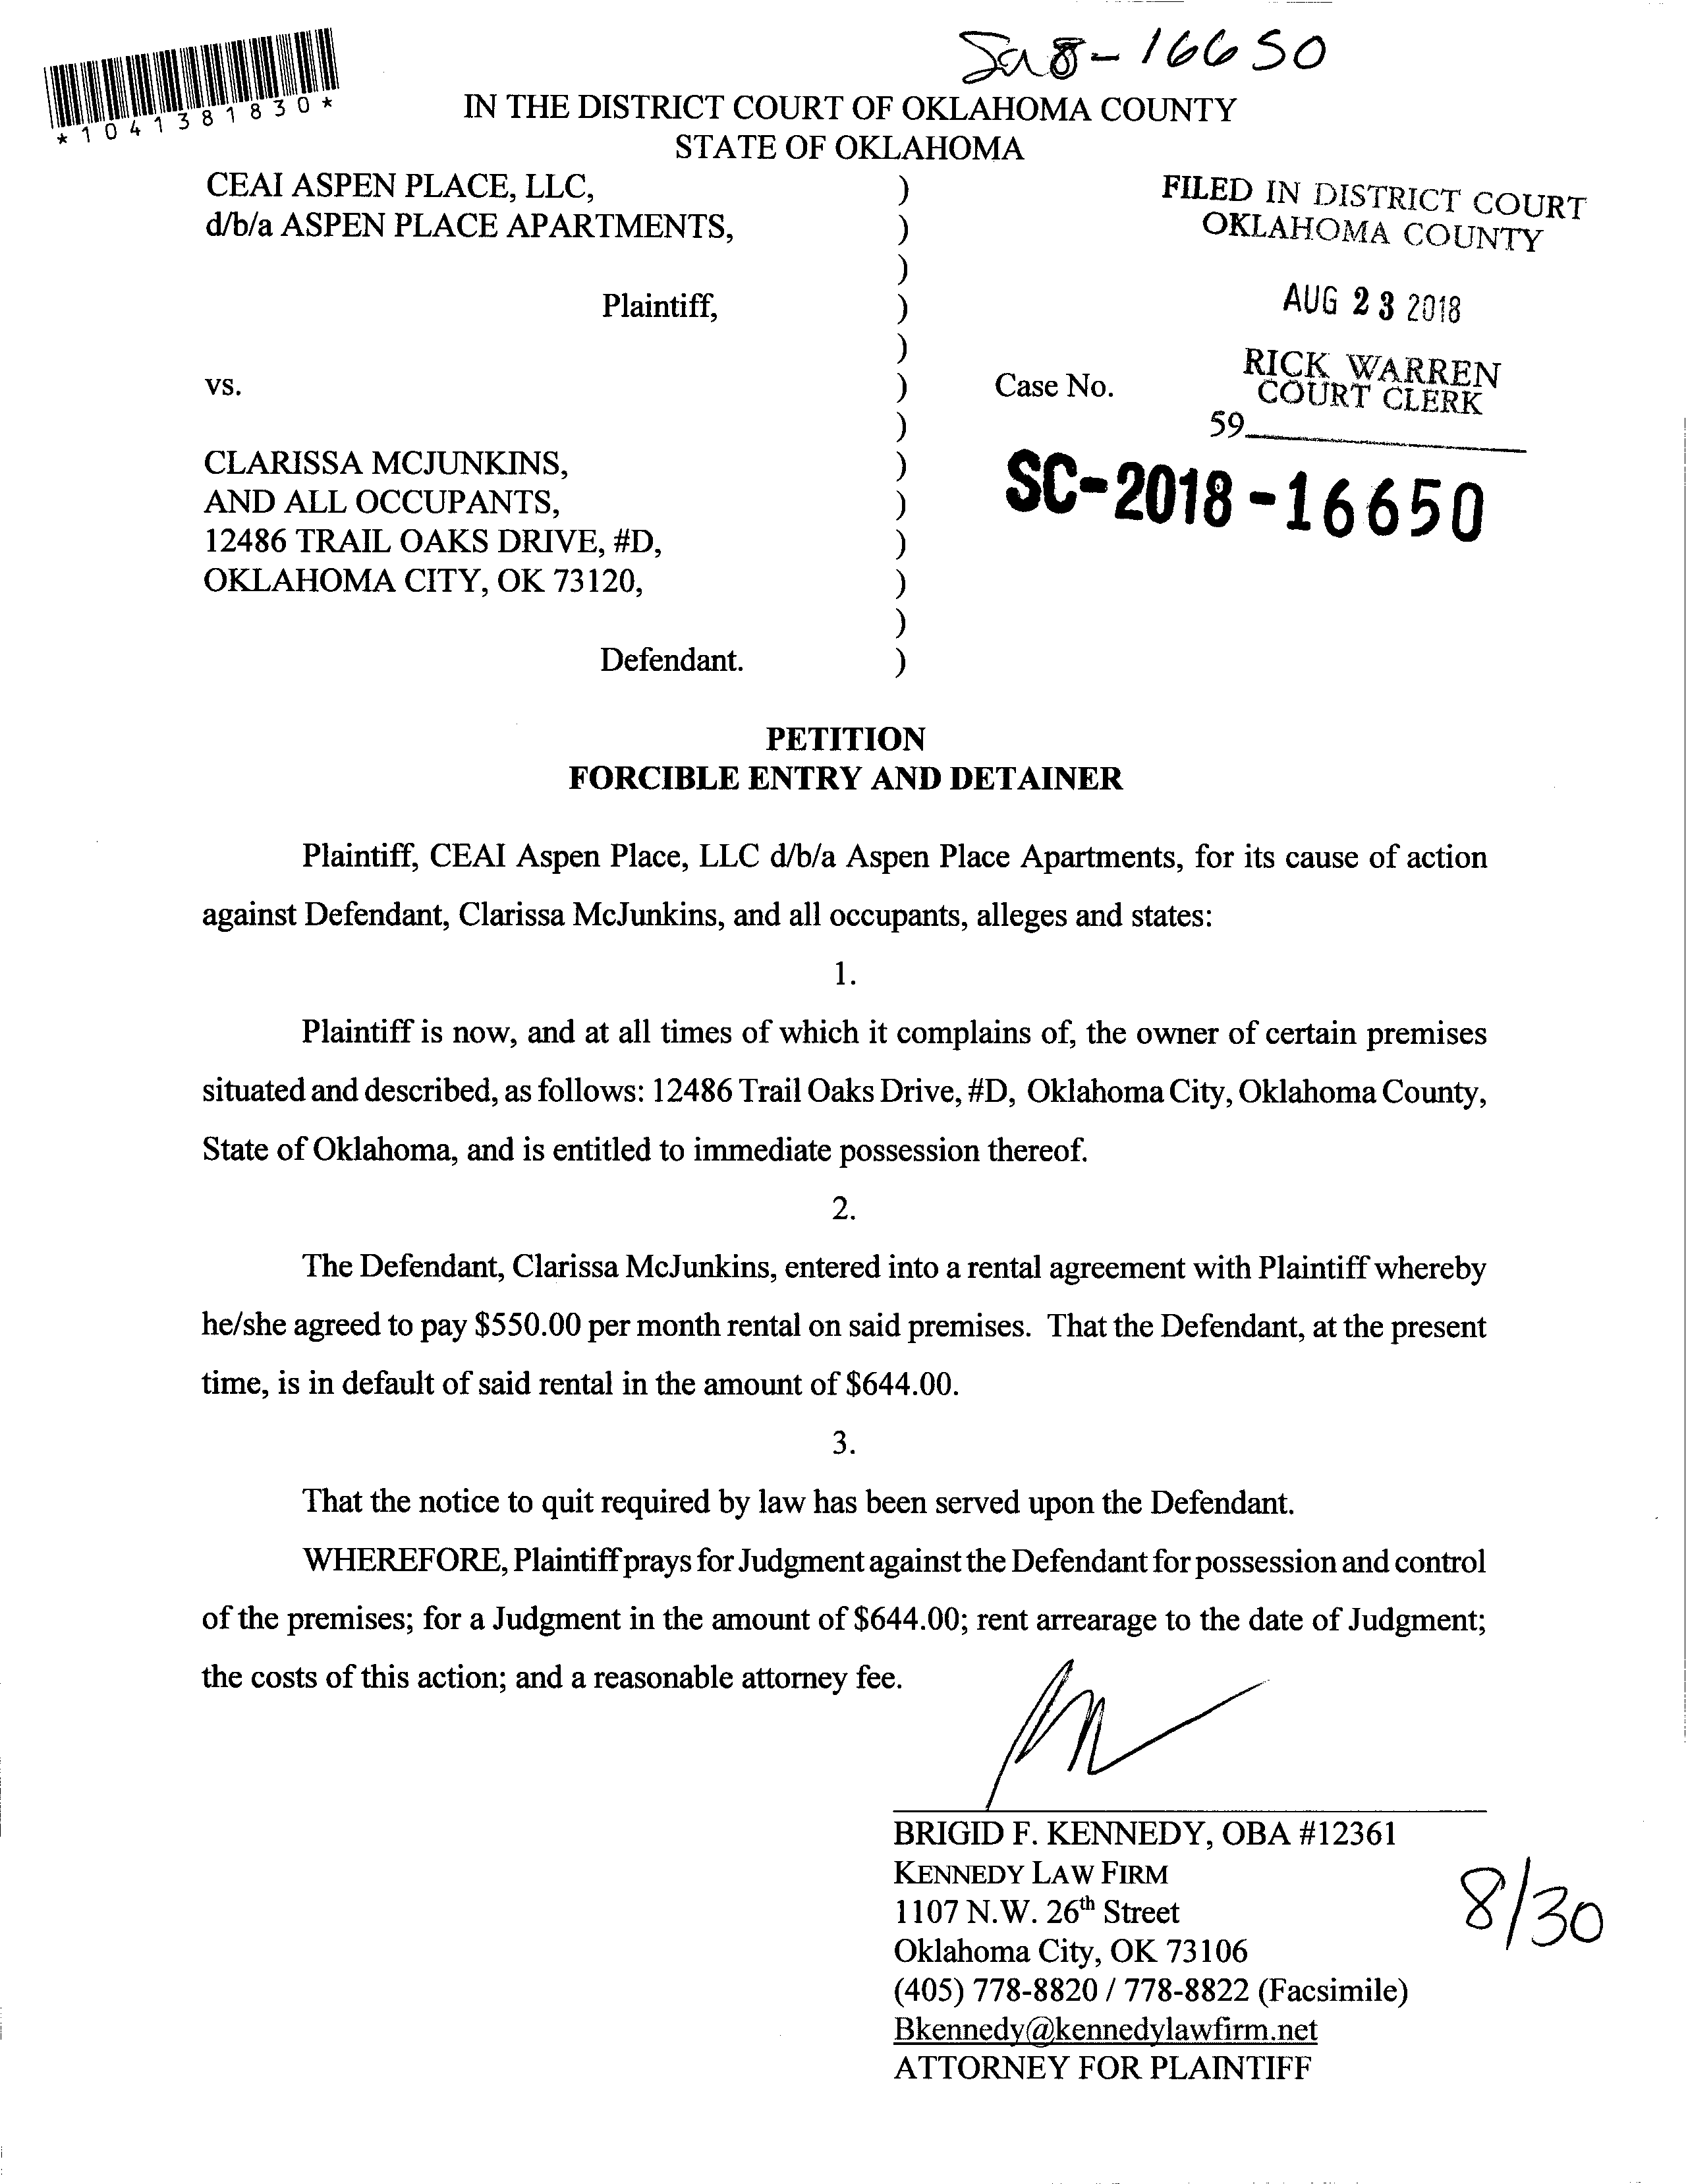 *1041381830*
Sa8-16650
IN THE DISTRICT COURT OF OKLAHOMA COUNTY
STATE OF OKLAHOMA
CEAI ASPEN PLACE, LLC, )
d/b/a ASPEN PLACE APARTMENTS, )
)
Plaintiff, )
)
vs. ) Case No.
)
CLARISSA MCJUNKINS, )
AND ALL OCCUPANTS, )
12486 TRAIL OAKS DRIVE, #D, )
OKLAHOMA CITY, OK 73120, )
)
Defendant. )
FILED IN DISTRICT COURT
OKLAHOMA COUNTY
AUG 23 2018
RICK WARREN
COURT CLERK
59
SC-2018-16650
PETITION
FORCIBLE ENTRY AND DETAINER
Plaintiff, CEAI Aspen Place, LLC d/b/a Aspen Place Apartments, for its cause of action
against Defendant, Clarissa McJunkins, and all occupants, alleges and states:
1.
Plaintiff is now, and at all times of which it complains of, the owner of certain premises
situated and described, as follows: 12486 Trail Oaks Drive, #D, Oklahoma City, Oklahoma County,
State of Oklahoma, and is entitled to immediate possession thereof.
2.
The Defendant, Clarissa McJunkins, entered into a rental agreement with Plaintiff whereby
he/she agreed to pay $550.00 per month rental on said premises. That the Defendant, at the present
time, is in default of said rental in the amount of $644.00.
3.
That the notice to quit required by law has been served upon the Defendant.
WHEREFORE, Plaintiff prays for Judgment against the Defendant for possession and control
of the premises; for a Judgment in the amount of $644.00; rent arrearage to the date of Judgment;
the costs of this action; and a reasonable attorney fee.
BRIGID F. KENNEDY, OBA #12361
KENNEDY LAW FIRM
1107 N.W. 26th Street
Oklahoma City, OK 73106
(405) 778-8820 / 778-8822 (Facsimile)
Bkennedy@kennedylawfirm.net
ATTORNEY FOR PLAINTIFF
8/30